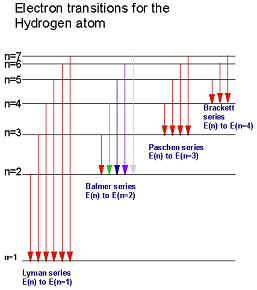 Electron transitions for the
Hydrogen atom
n=7
n=6
n=5
n=4
Brackett
series
E(n) to E(n=4)
n=3
Paschen series
E(n) to E(n=3)
n=2
Balmer series
E(n) to E(n=2)
n=1
Lyman series
E(n) to E(n=1)